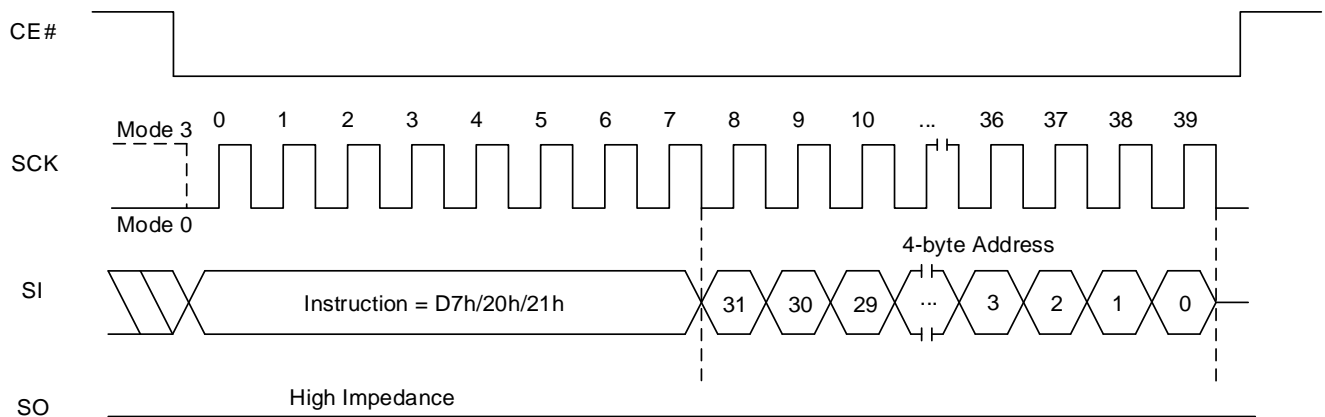 CE#
0 1 2 3 4 5 6 7 8 9 10 ... 36 37 38 39
Mode 3
SCK
Mode 0
4-byte Address
SI
Instruction = D7h/20h/21h 31 30 29 ... 3 2 1 0
High Impedance
SO